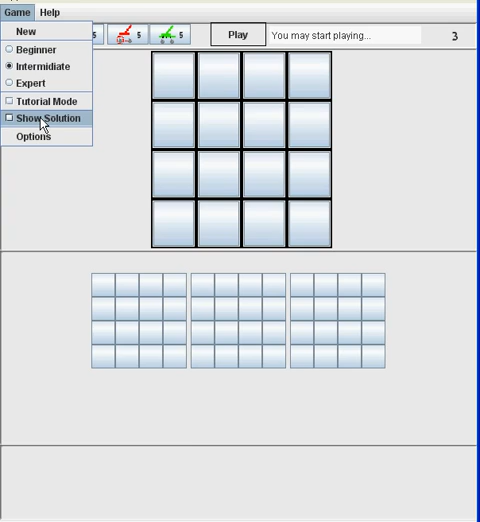 Game Help
New
5 5 5 Play You may start playing... 3
Beginner
Intermidiate
Expert
Tutorial Mode
Show Solution
Options